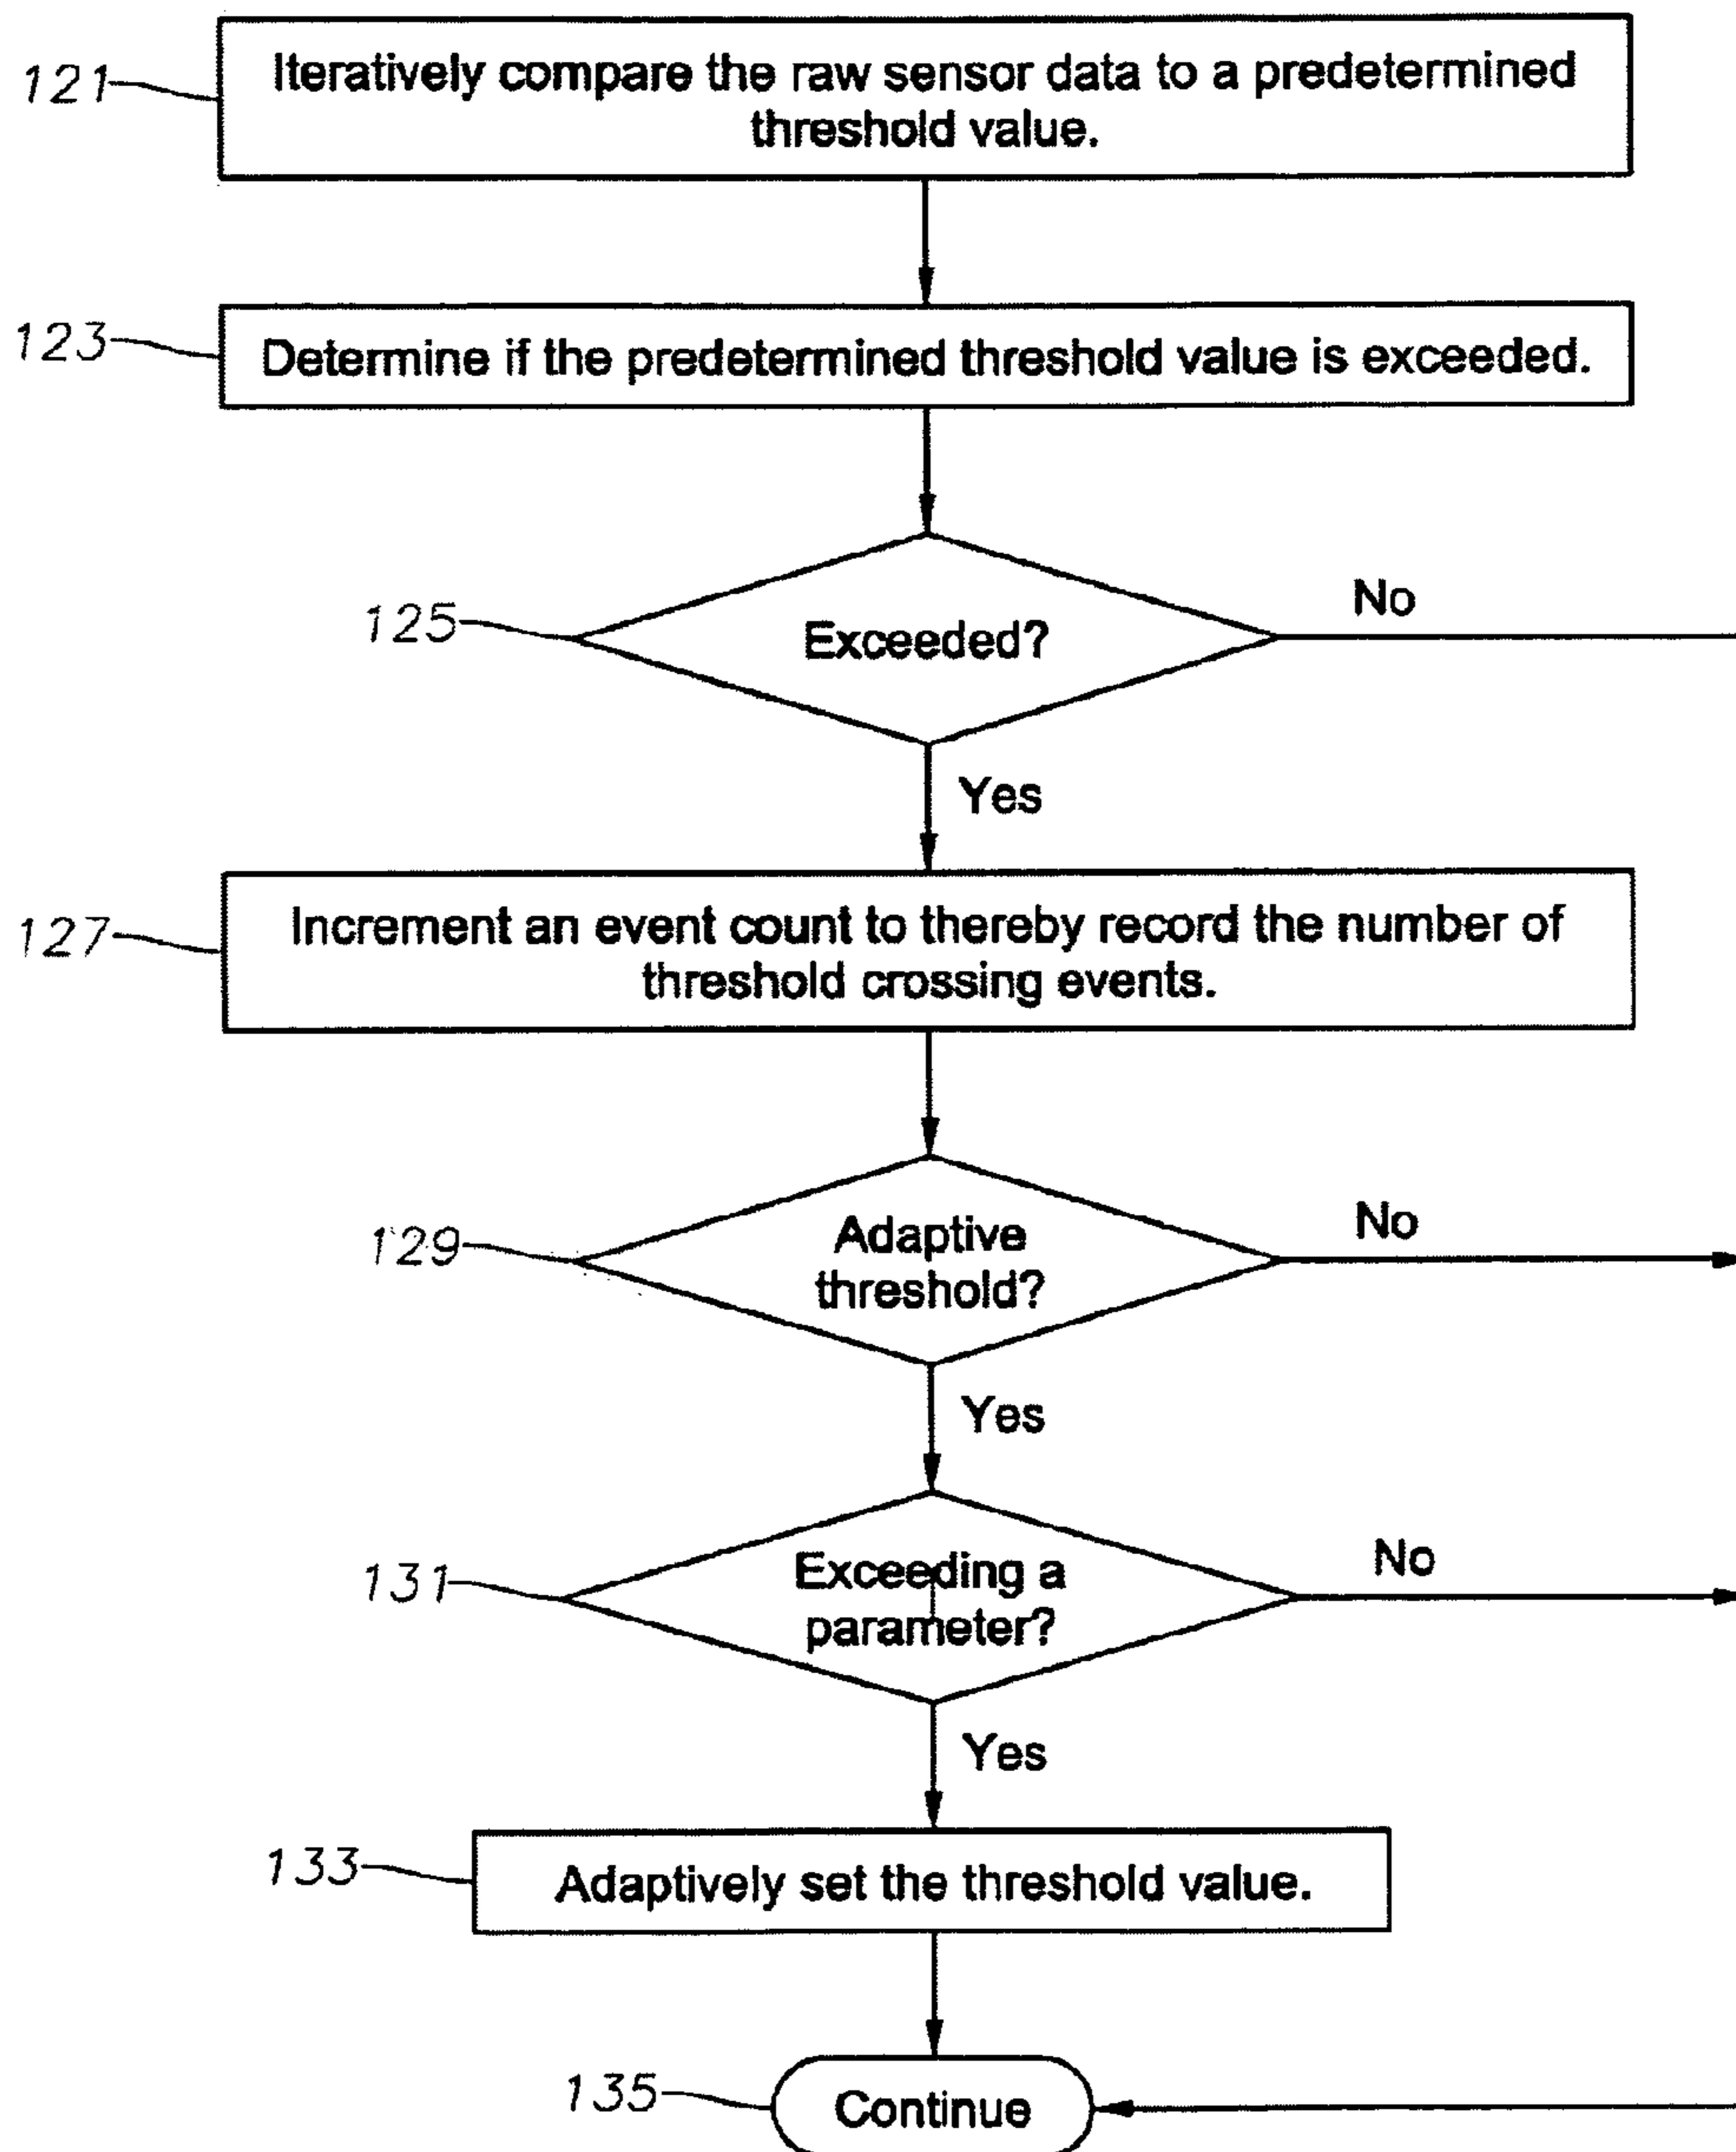 121
Iteratively compare the raw sensor data to a predetermined
threshold value.
123
Determine if the predetermined threshold value is exceeded.
125
Exceeded?
No
Yes
127
Increment an event count to thereby record the number of
threshold crossing events.
129
Adaptive
threshold?
No
Yes
131
Exceeding a
parameter?
No
Yes
133
Adaptively set the threshold value.
135
Continue